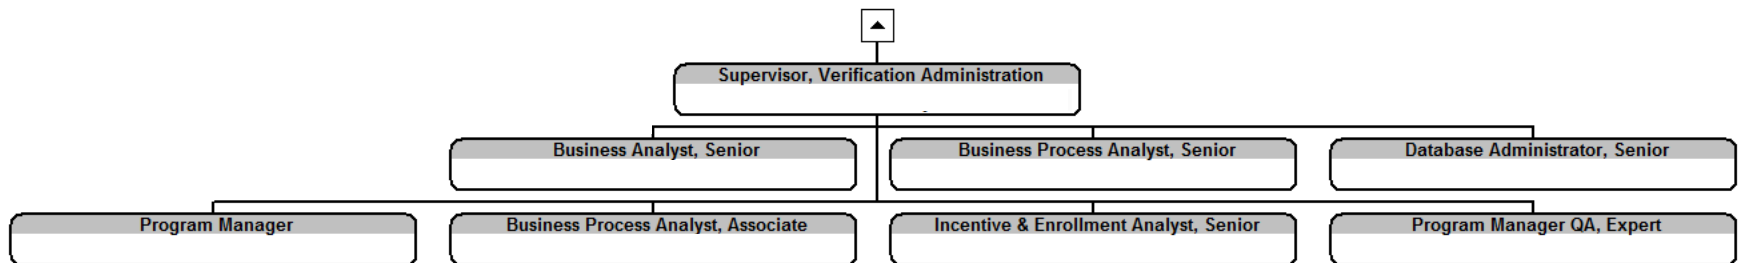 Supervisor, Verification Administration
Business Analyst, Senior
Business Process Analyst, Senior
Database Administrator, Senior
Program Manager
Business Process Analyst, Associate
Incentive & Enrollment Analyst, Senior
Program Manager QA, Expert